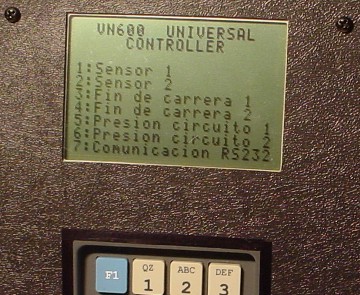 VN600 UNIVERSAL
CONTROLLER
1:Sensor 1
2:Sensor 2
3:Fin de carrera 1
4:Fin de carrera 2
5:Presion circuito 1
6:Presion circuito 2
7:Comunicacion RS232
F1
QZ
1
ABC
2
DEF
3